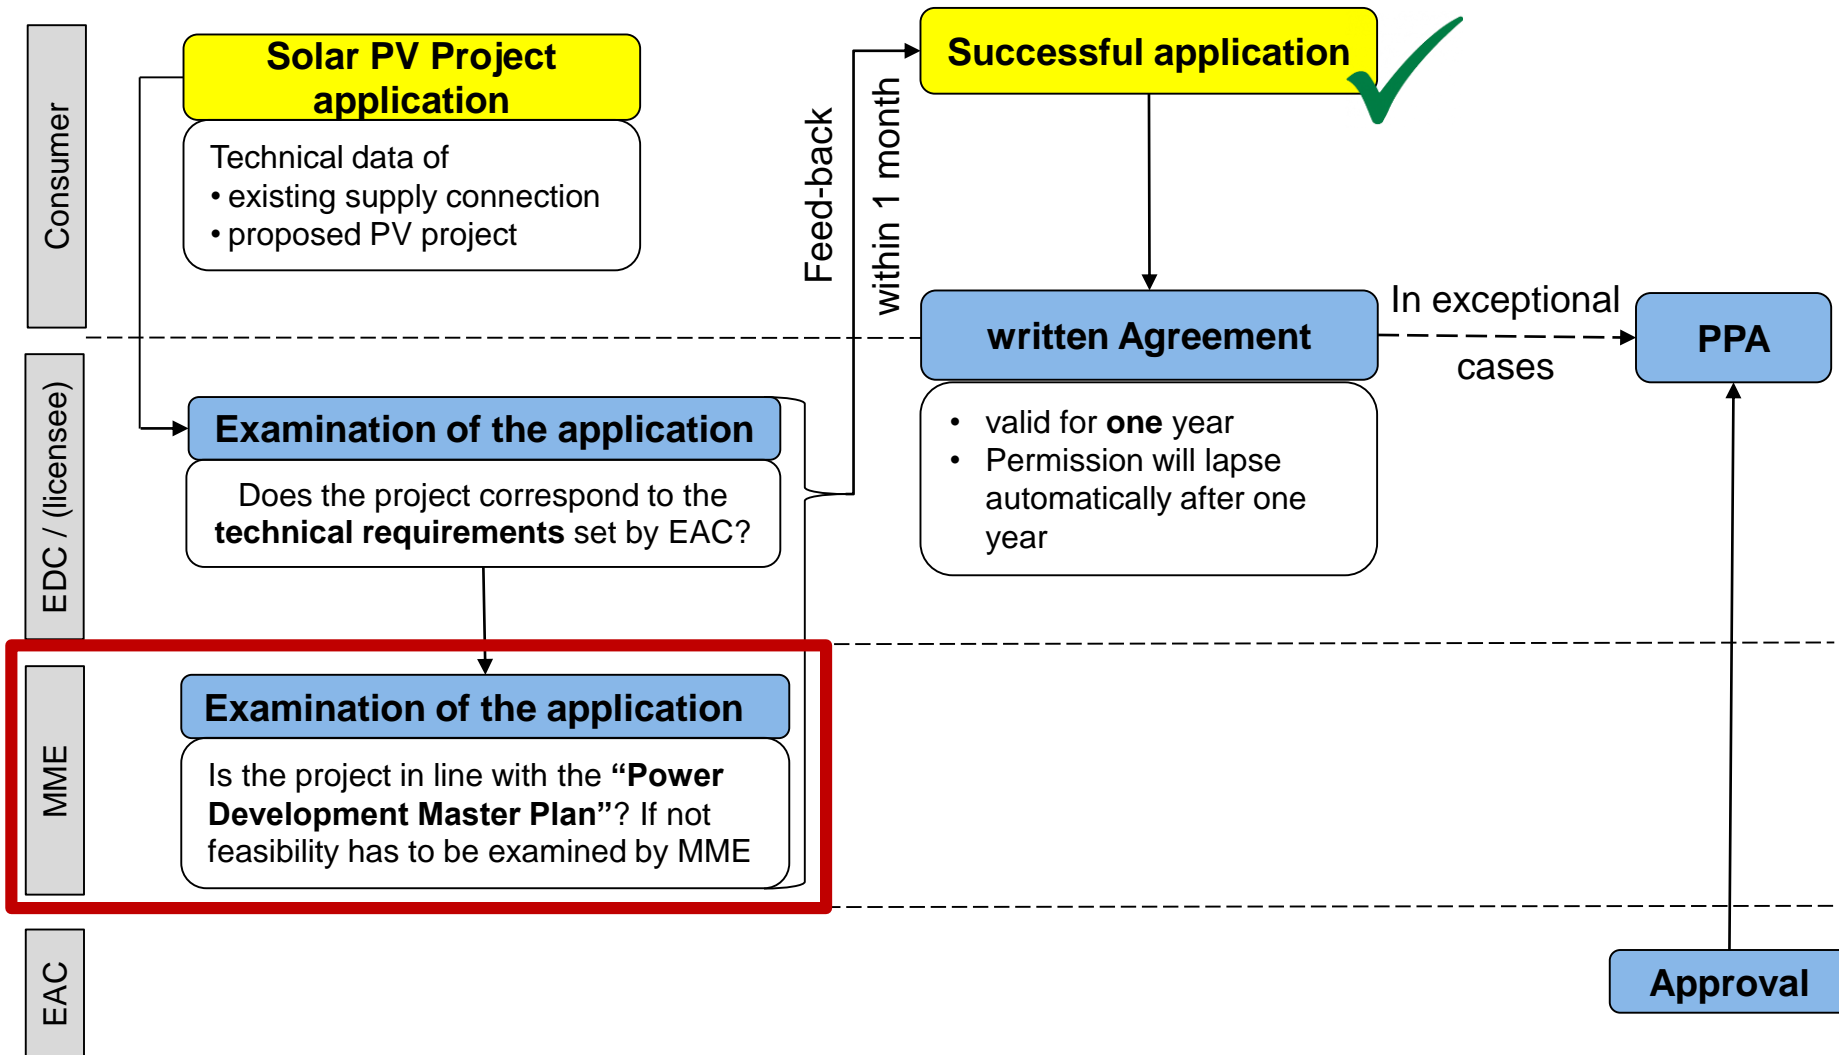 Consumer
Solar PV Project
application
Technical data of
• existing supply connection
• proposed PV project
Feed-back
within 1 month
Successful application
written Agreement
• valid for one year
• Permission will lapse
automatically after one
year
In exceptional
cases
PPA
EDC / (licensee)
Examination of the application
Does the project correspond to the
technical requirements set by EAC?
MME
Examination of the application
Is the project in line with the “Power
Development Master Plan”? If not
feasibility has to be examined by MME
EAC
Approval